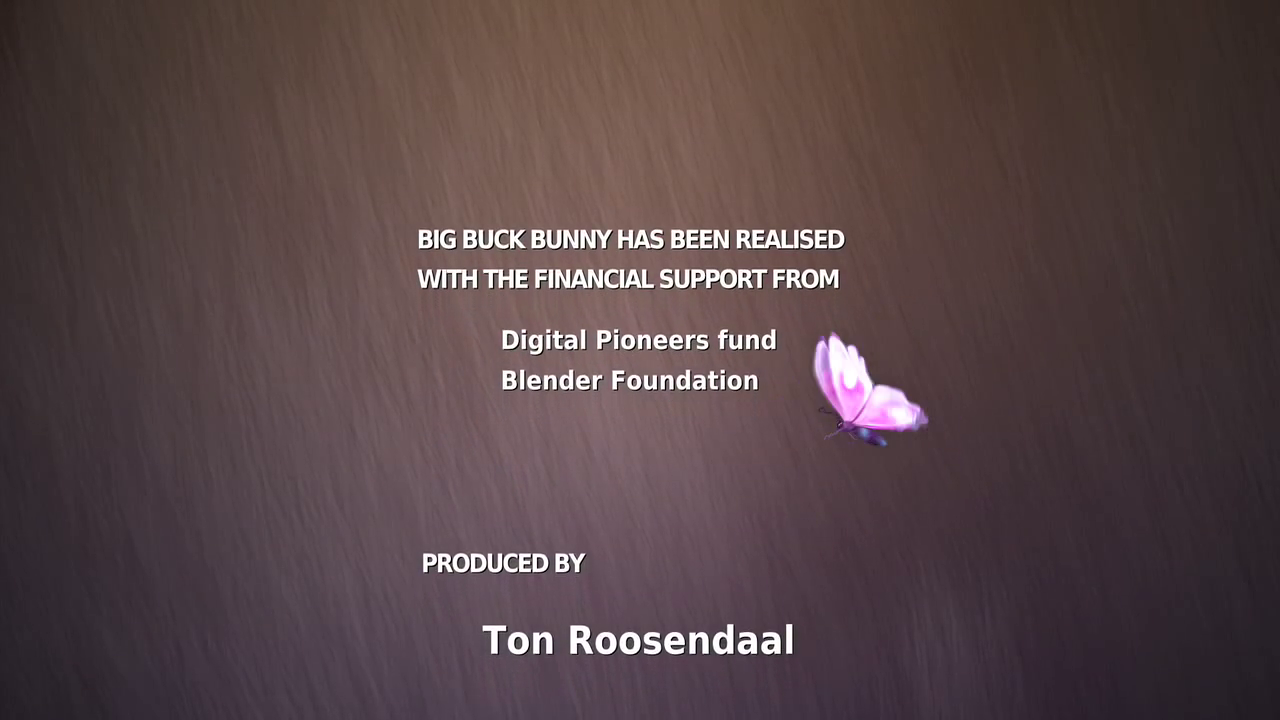 BIG BUCK BUNNY HAS BEEN REALISED
WITH THE FINANCIAL SUPPORT FROM
Digital Pioneers fund
Blender Foundation
PRODUCED BY
Ton Roosendaal